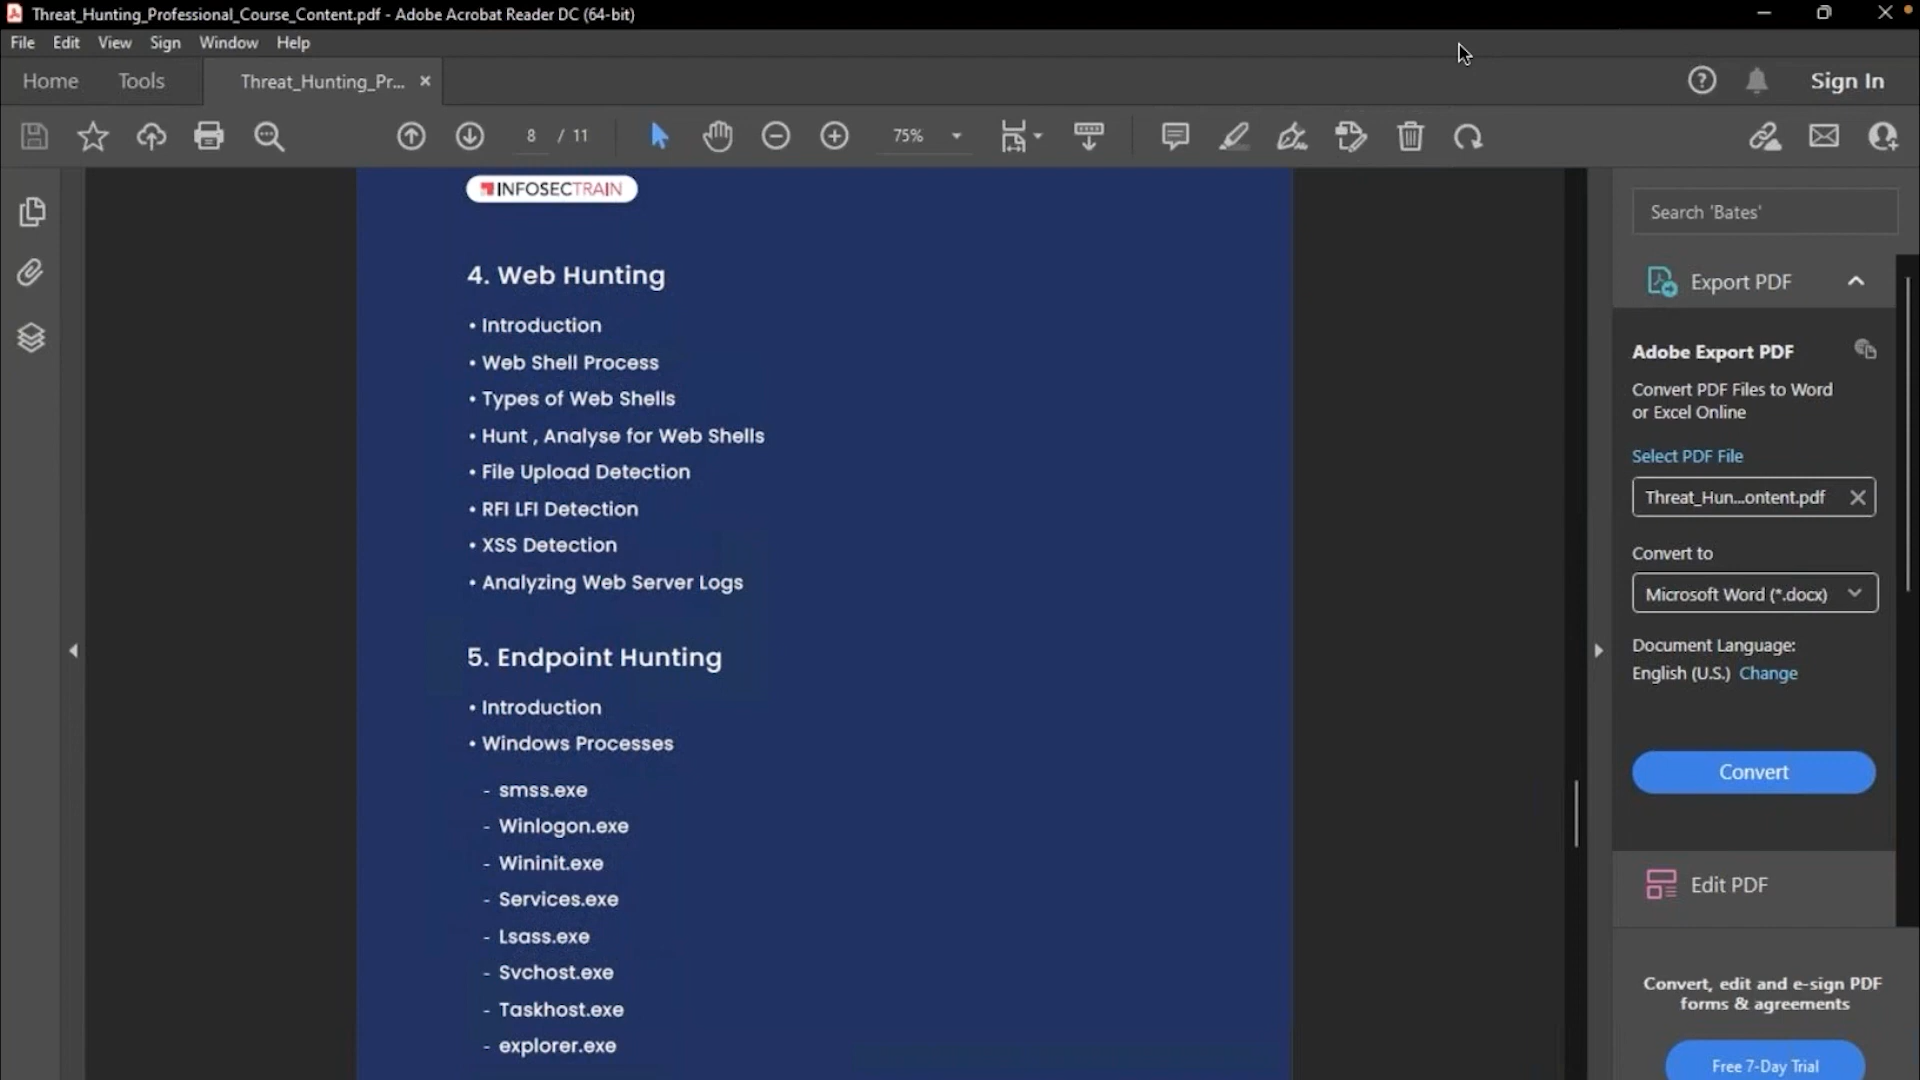 Threat_Hunting_Professional_Course_Content.pdf - Adobe Acrobat Reader DC (64-bit)
File Edit View Sign Window Help
Home Tools Threat_Hunting_Pr... Sign In
8 / 11 75%
INFOSECTRAIN
4. Web Hunting
• Introduction
• Web Shell Process
• Types of Web Shells
• Hunt , Analyse for Web Shells
• File Upload Detection
• RFI LFI Detection
• XSS Detection
• Analyzing Web Server Logs
5. Endpoint Hunting
• Introduction
• Windows Processes
- smss.exe
- Winlogon.exe
- Wininit.exe
- Services.exe
- Lsass.exe
- Svchost.exe
- Taskhost.exe
- explorer.exe
Search 'Bates'
Export PDF
Adobe Export PDF
Convert PDF Files to Word
or Excel Online
Select PDF File
Threat_Hun...ontent.pdf
Convert to
Microsoft Word (*.docx)
Document Language:
English (U.S.) Change
Convert
Edit PDF
Convert, edit and e-sign PDF
forms & agreements
Free 7-Day Trial